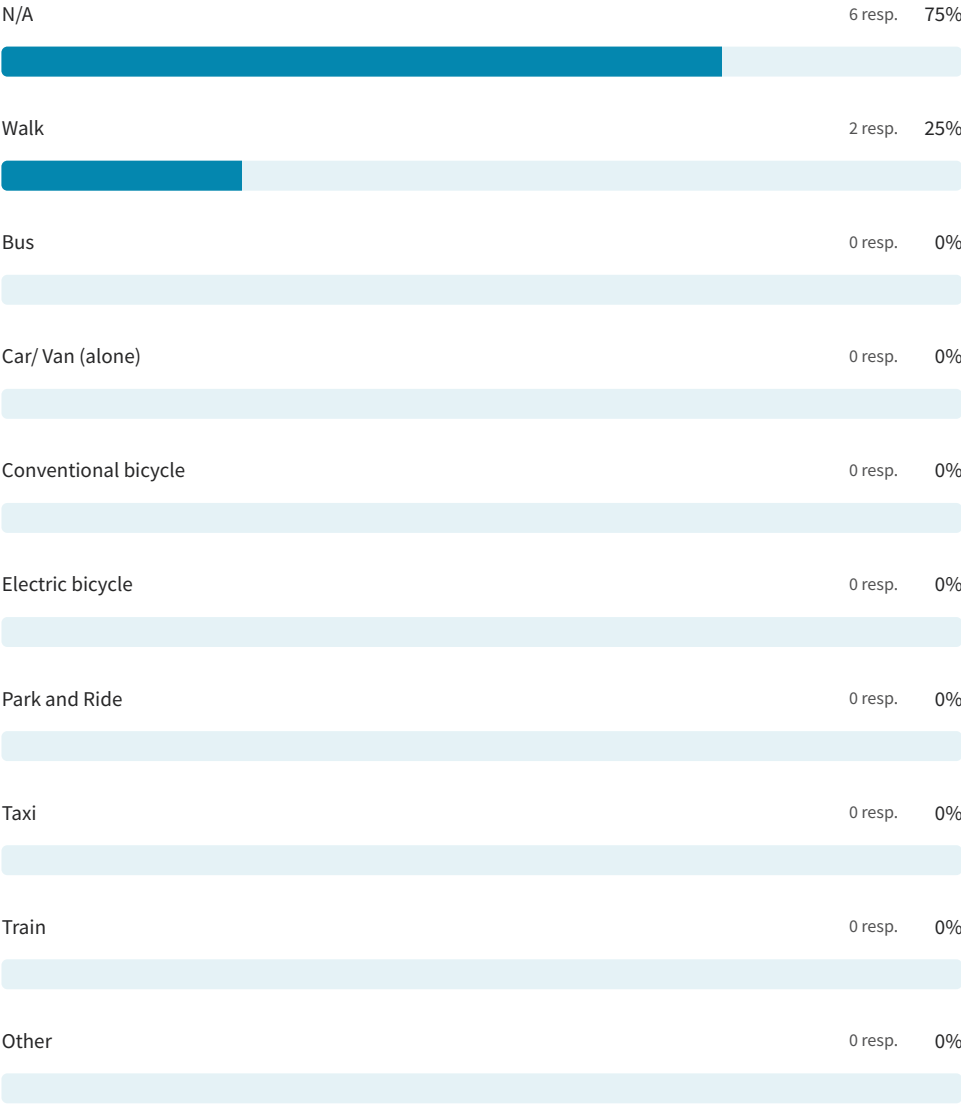 N/A 6 resp. 75%
Walk 2 resp. 25%
Bus 0 resp. 0%
Car/ Van (alone) 0 resp. 0%
Conventional bicycle 0 resp. 0%
Electric bicycle 0 resp. 0%
Park and Ride 0 resp. 0%
Taxi 0 resp. 0%
Train 0 resp. 0%
Other 0 resp. 0%